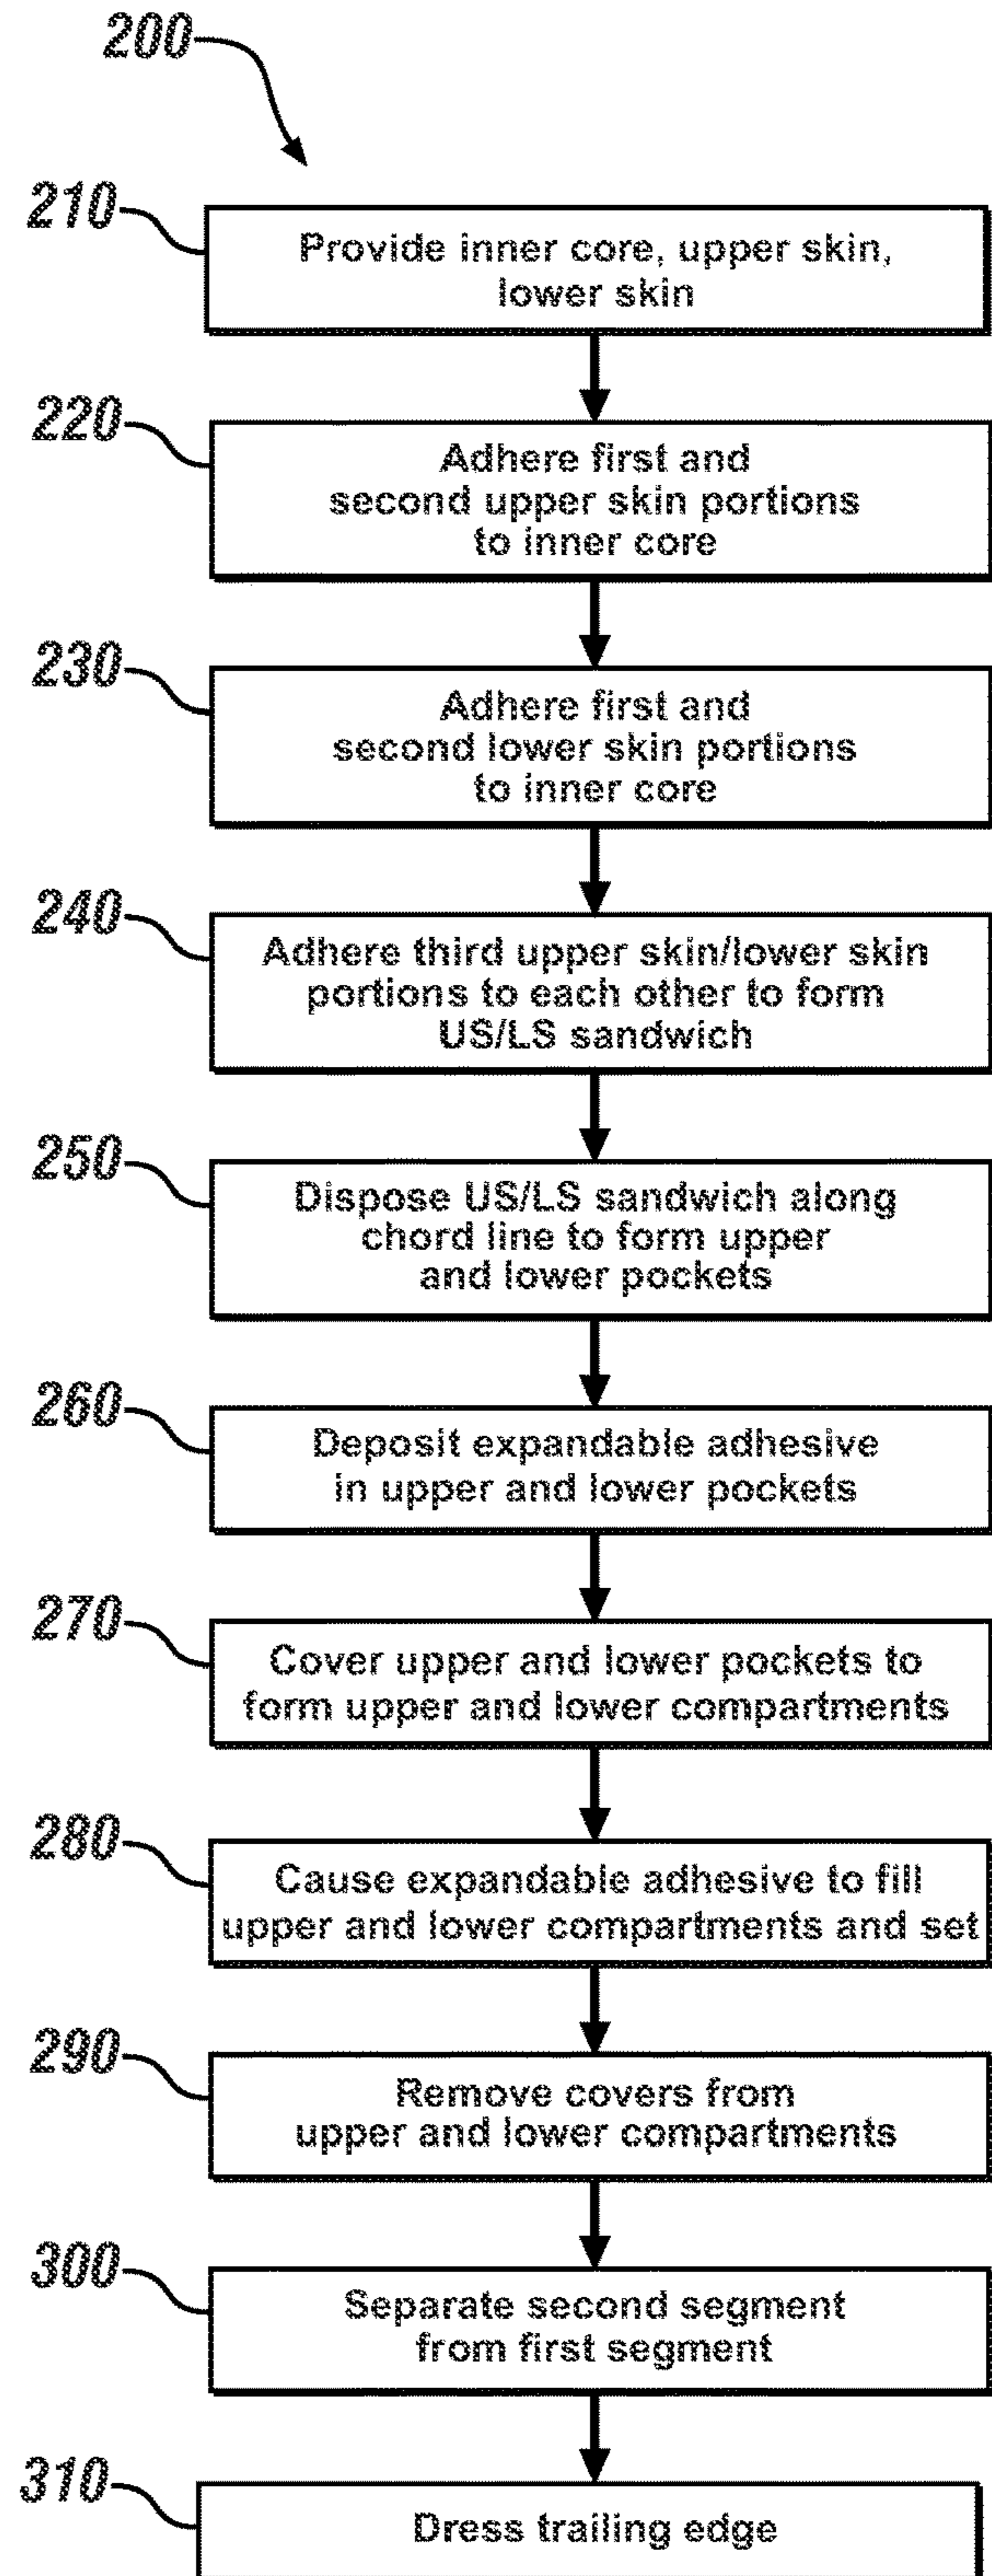 200
210
Provide inner core, upper skin,
lower skin
220
Adhere first and
second upper skin portions
to inner core
230
Adhere first and
second lower skin portions
to inner core
240
Adhere third upper skin/lower skin
portions to each other to form
US/LS sandwich
250
Dispose US/LS sandwich along
chord line to form upper
and lower pockets
260
Deposit expandable adhesive
in upper and lower pockets
270
Cover upper and lower pockets to
form upper and lower compartments
280
Cause expandable adhesive to fill
upper and lower compartments and set
290
Remove covers from
upper and lower compartments
300
Separate second segment
from first segment
310
Dress trailing edge